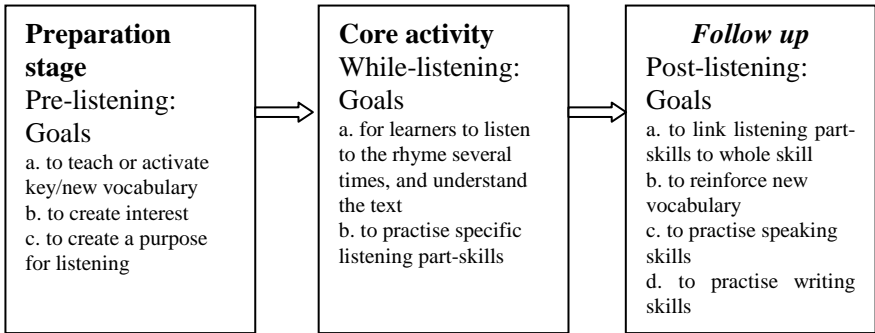 Preparation
stage
Pre-listening:
Goals
a. to teach or activate
key/new vocabulary
b. to create interest
c. to create a purpose
for listening
Core activity
While-listening:
Goals
a. for learners to listen
to the rhyme several
times, and understand
the text
b. to practise specific
listening part-skills
Follow up
Post-listening:
Goals
a. to link listening part-
skills to whole skill
b. to reinforce new
vocabulary
c. to practise speaking
skills
d. to practise writing
skills